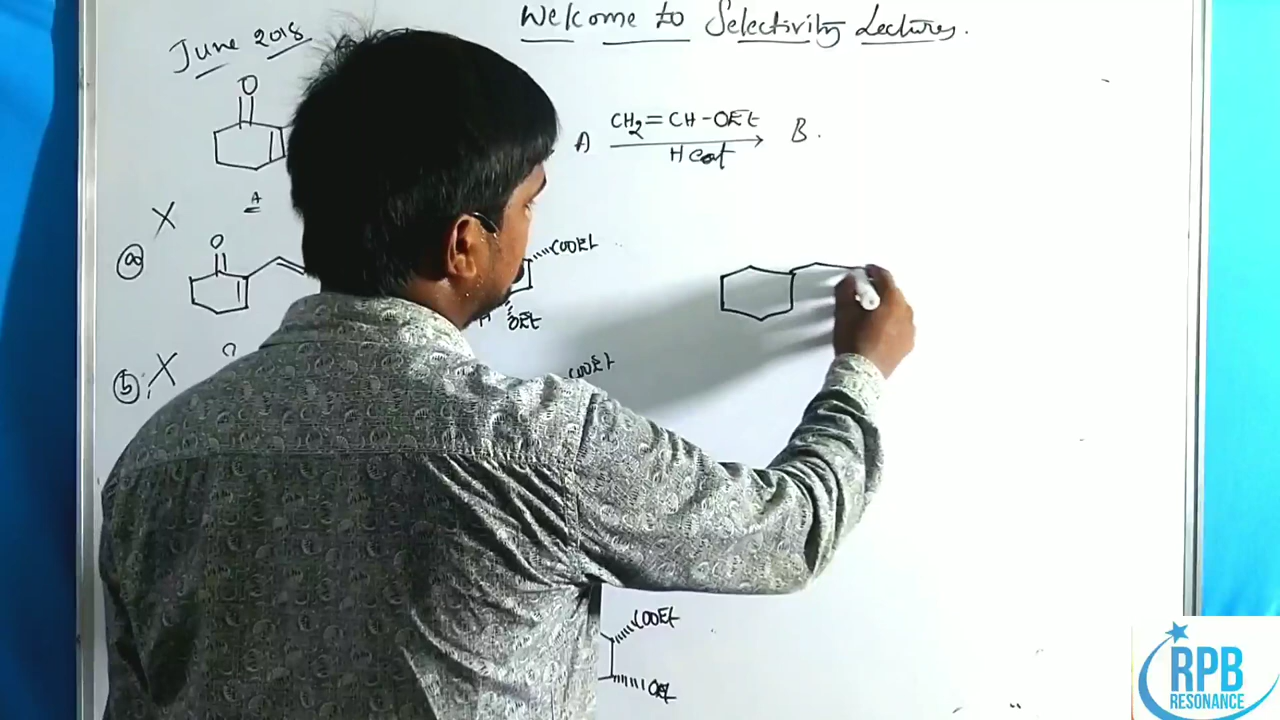 Welcome to Selectivity Lectures.
June 2018
O
A CH2=CH-OEt B.
Heat
A
X
a O COOEt
H OEt
b X O COOEt
COOEt
OEt
RPB
RESONANCE